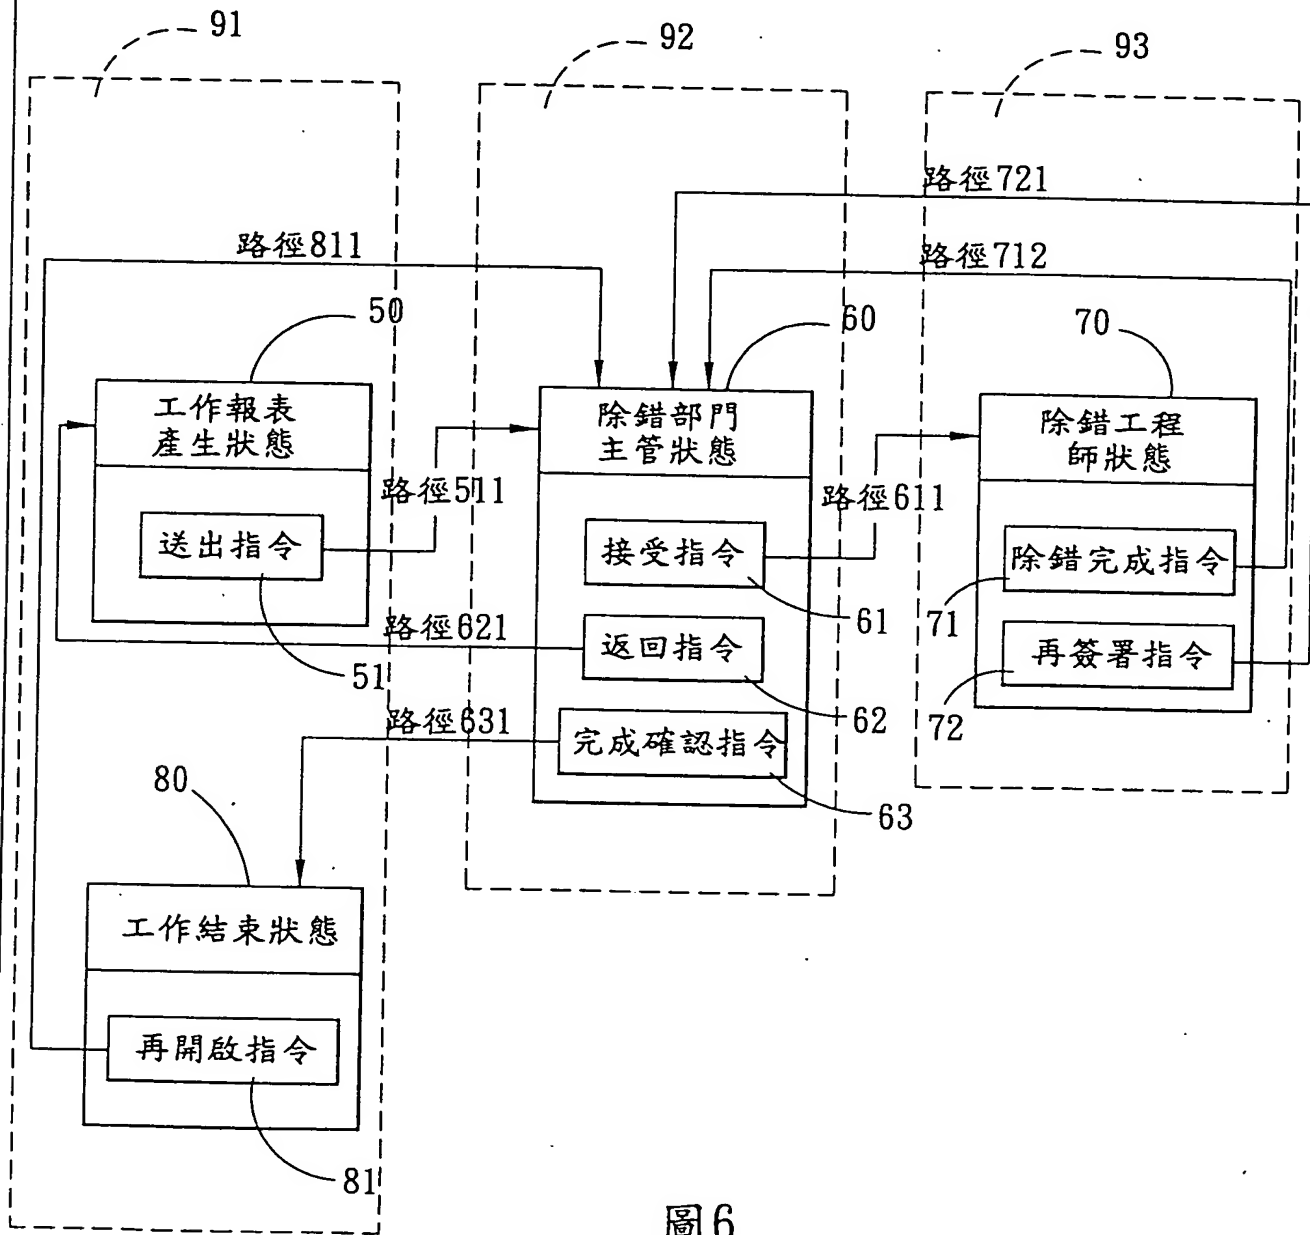 91
92
93
路徑721
路徑811
路徑712
50
60
70
工作報表
產生狀態
除錯部門
主管狀態
除錯工程
師狀態
路徑511
路徑611
送出指令
接受指令
除錯完成指令
61
71
路徑621
返回指令
再簽署指令
51
62
72
路徑631
完成確認指令
80
63
工作結束狀態
再開啟指令
81
圖6